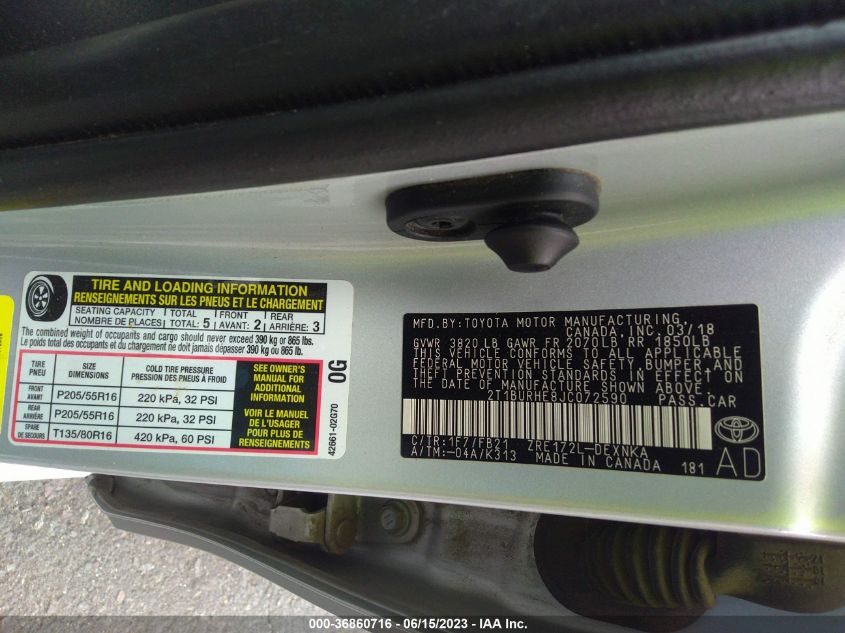 TIRE AND LOADING INFORMATION
RENSEIGNEMENTS SUR LES PNEUS ET LE CHARGEMENT
SEATING CAPACITY TOTAL FRONT REAR
NOMBRE DE PLACES TOTAL: 5 AVANT: 2 ARRIÈRE: 3
The combined weight of occupants and cargo should never exceed 390 kg or 865 lbs.
Le poids total des occupants et du chargement ne doit jamais dépasser 390 kg ou 865 lb.
TIRE SIZE COLD TIRE PRESSURE
PNEU DIMENSIONS PRESSION DES PNEUS À FROID
FRONT
AVANT P205/55R16 220 kPa, 32 PSI
REAR
ARRIÈRE P205/55R16 220 kPa, 32 PSI
SPARE
DE SECOURS T135/80R16 420 kPa, 60 PSI
SEE OWNER'S
MANUAL FOR
ADDITIONAL
INFORMATION
VOIR LE MANUEL
DE L'USAGER
POUR PLUS DE
RENSEIGNEMENTS
0G
42661-02G70
MFD.BY:TOYOTA MOTOR MANUFACTURING,
CANADA,INC. 03/18
GVWR 3820 LB GAWR FR 2070LB RR 1850LB
THIS VEHICLE CONFORMS TO ALL APPLICABLE
FEDERAL MOTOR VEHICLE SAFETY, BUMPER AND
THEFT PREVENTION STANDARDS IN EFFECT ON
THE DATE OF MANUFACTURE SHOWN ABOVE.
2T1BURHE8JC072590 PASS.CAR
C/TR:1F7/FB21 ZRE172L-DEXNKA
A/TM:-04A/K313 MADE IN CANADA 181
AD
TOYOTA
000-36860716 - 06/15/2023 - IAA Inc.